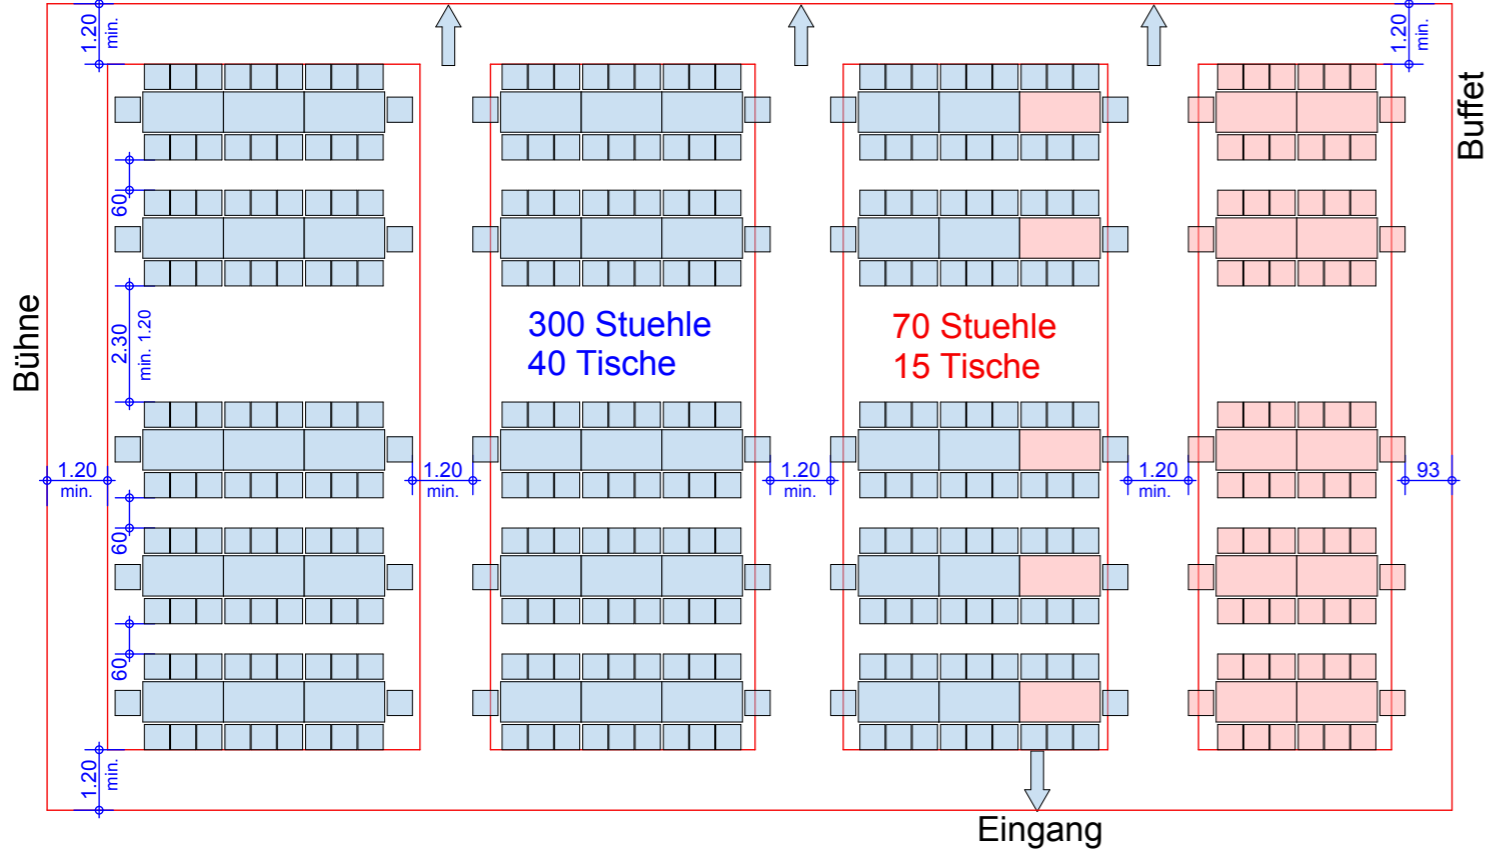 1.20
min.
1.20
min.
Buffet
60
Bühne
2.30
min. 1.20
300 Stuehle
40 Tische
70 Stuehle
15 Tische
1.20
min.
1.20
min.
1.20
min.
1.20
min.
93
60
60
1.20
min.
Eingang